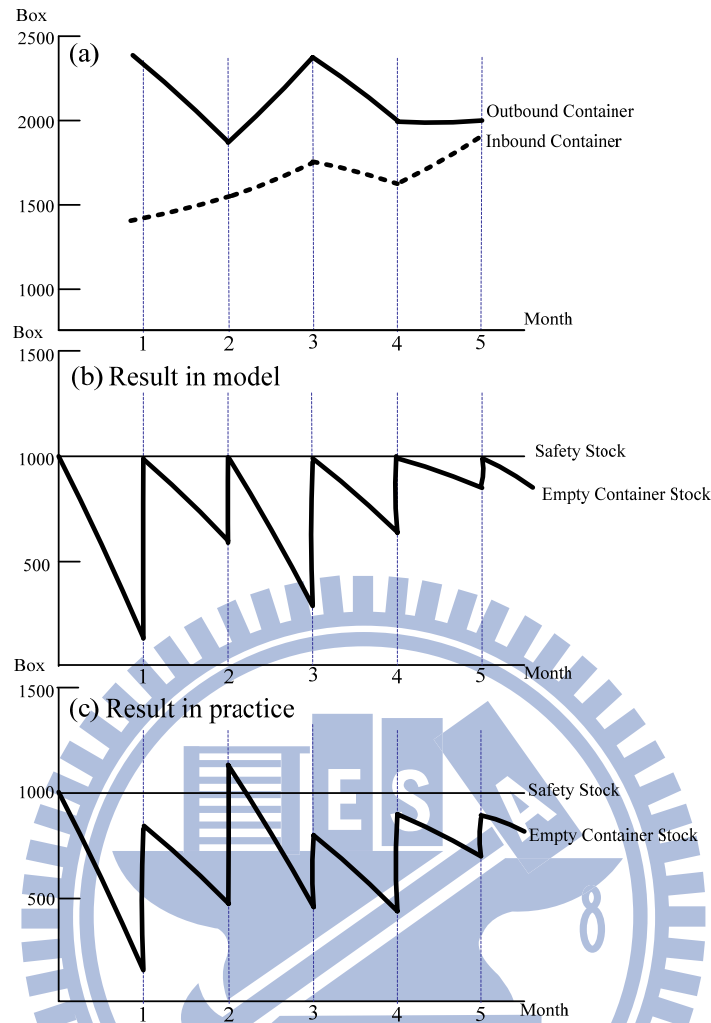 Box
2500
(a)
2000
Outbound Container
Inbound Container
1500
1000
Month
1 2 3 4 5
Box
1500
(b) Result in model
1000
Safety Stock
Empty Container Stock
500
Box
Month
1 2 3 4 5
1500
(c) Result in practice
ESA
1000
Safety Stock
Empty Container Stock
500
8
Month
1 2 3 4 5